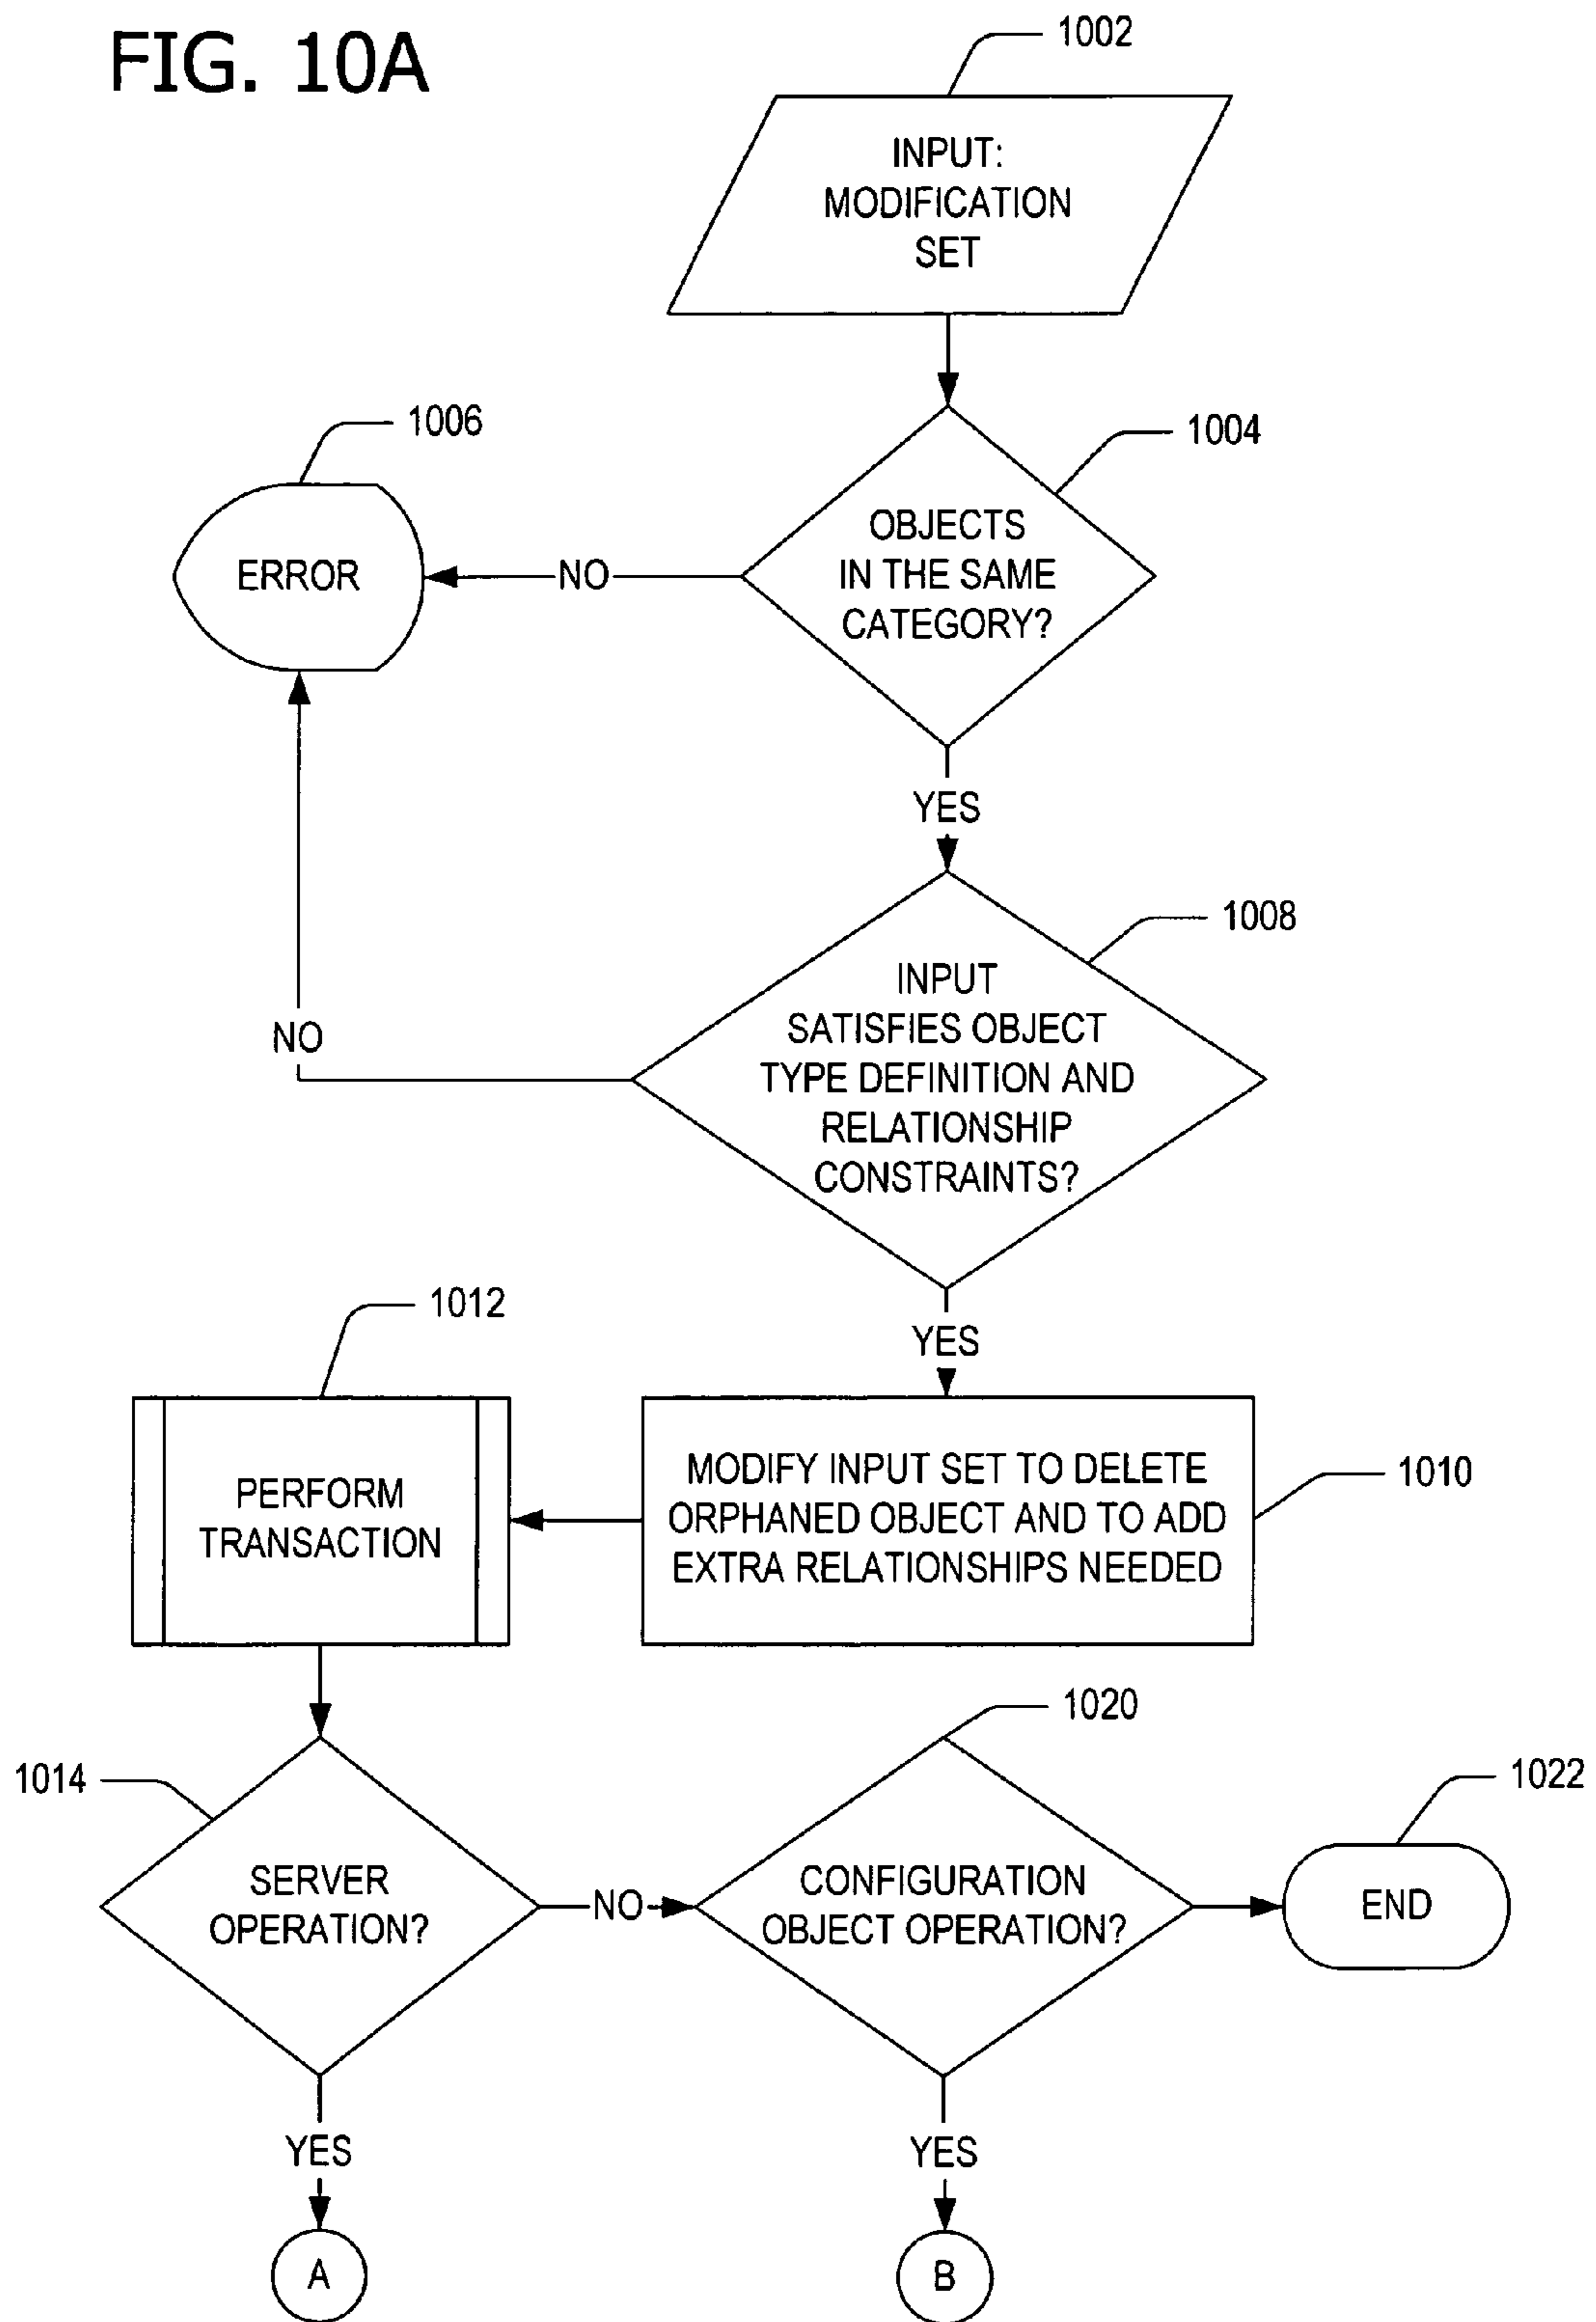 FIG. 10A
1002
INPUT:
MODIFICATION
SET
1006
1004
ERROR
NO
OBJECTS
IN THE SAME
CATEGORY?
YES
1008
NO
INPUT
SATISFIES OBJECT
TYPE DEFINITION AND
RELATIONSHIP
CONSTRAINTS?
YES
1012
PERFORM
TRANSACTION
MODIFY INPUT SET TO DELETE
ORPHANED OBJECT AND TO ADD
EXTRA RELATIONSHIPS NEEDED
1010
1014
SERVER
OPERATION?
NO
1020
CONFIGURATION
OBJECT OPERATION?
1022
END
YES
YES
A
B